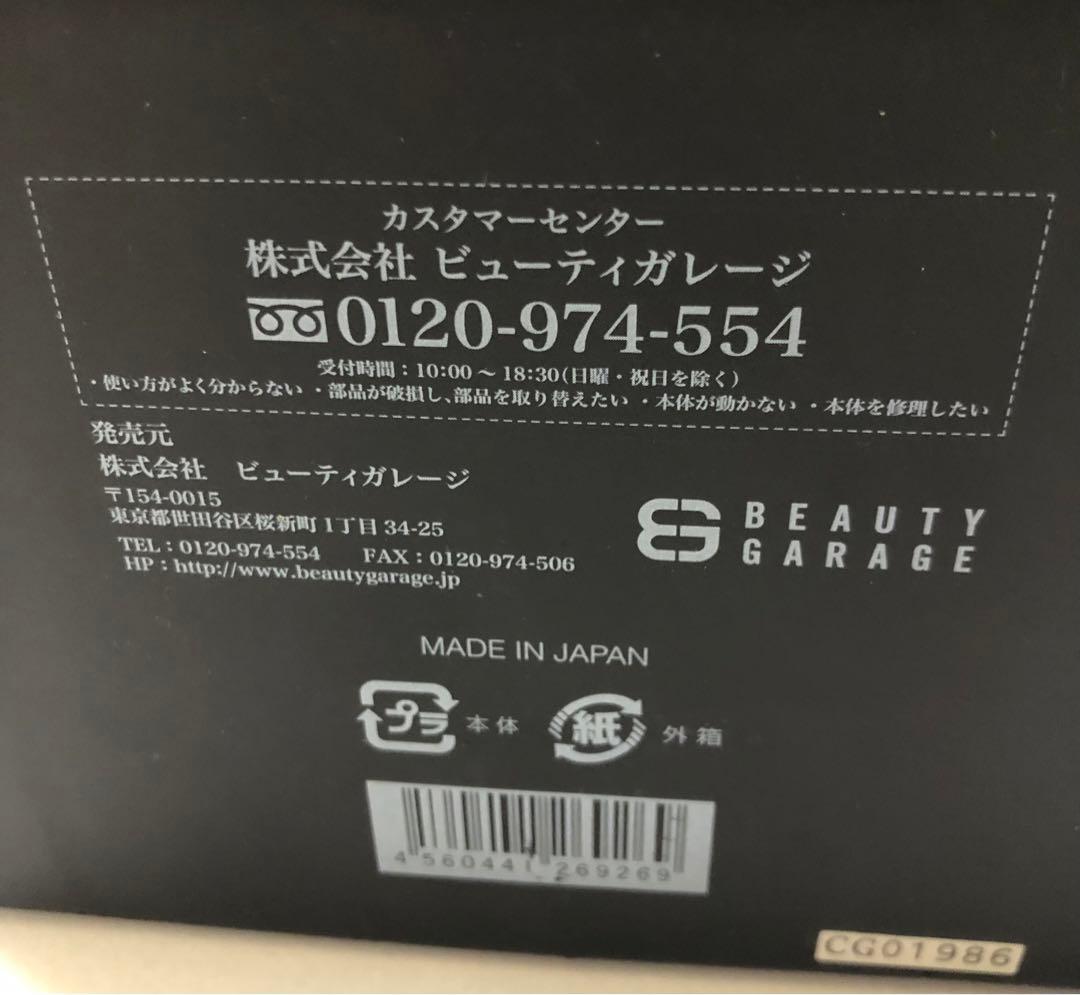 カスタマーセンター
株式会社 ビューティガレージ
0120-974-554
受付時間：10:00 ～ 18:30(日曜・祝日を除く)
・使い方がよく分からない ・部品が破損し、部品を取り替えたい ・本体が動かない ・本体を修理したい
発売元
株式会社　ビューティガレージ
〒154-0015
東京都世田谷区桜新町1丁目34-25
TEL：0120-974-554　FAX：0120-974-506
HP：http://www.beautygarage.jp
BEAUTY
GARAGE
MADE IN JAPAN
プラ 本体 紙 外箱
4 560441 269269
CG01986